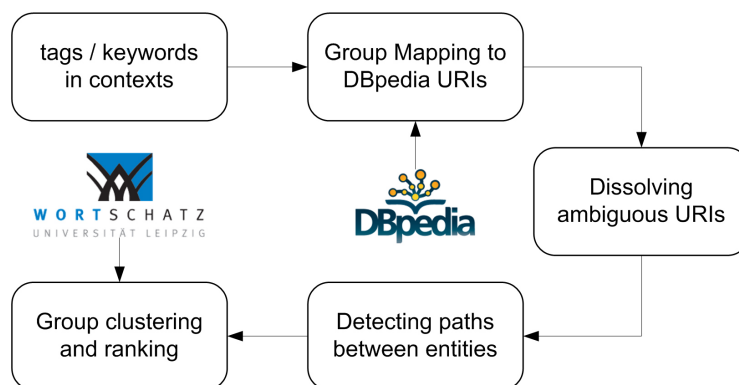 tags / keywords
in contexts
Group Mapping to
DBpedia URIs
WORTSCHATZ
UNIVERSITÄT LEIPZIG
DBpedia
Dissolving
ambiguous URIs
Group clustering
and ranking
Detecting paths
between entities